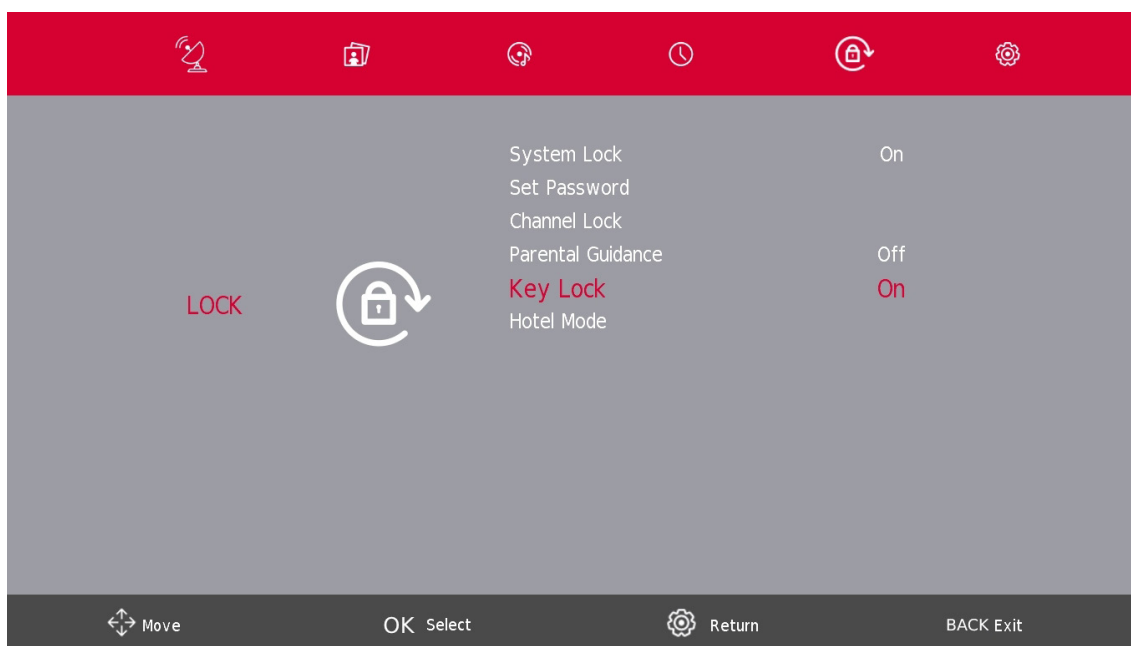 System Lock On
Set Password
Channel Lock
Parental Guidance Off
LOCK
Key Lock On
Hotel Mode
Move OK Select Return BACK Exit